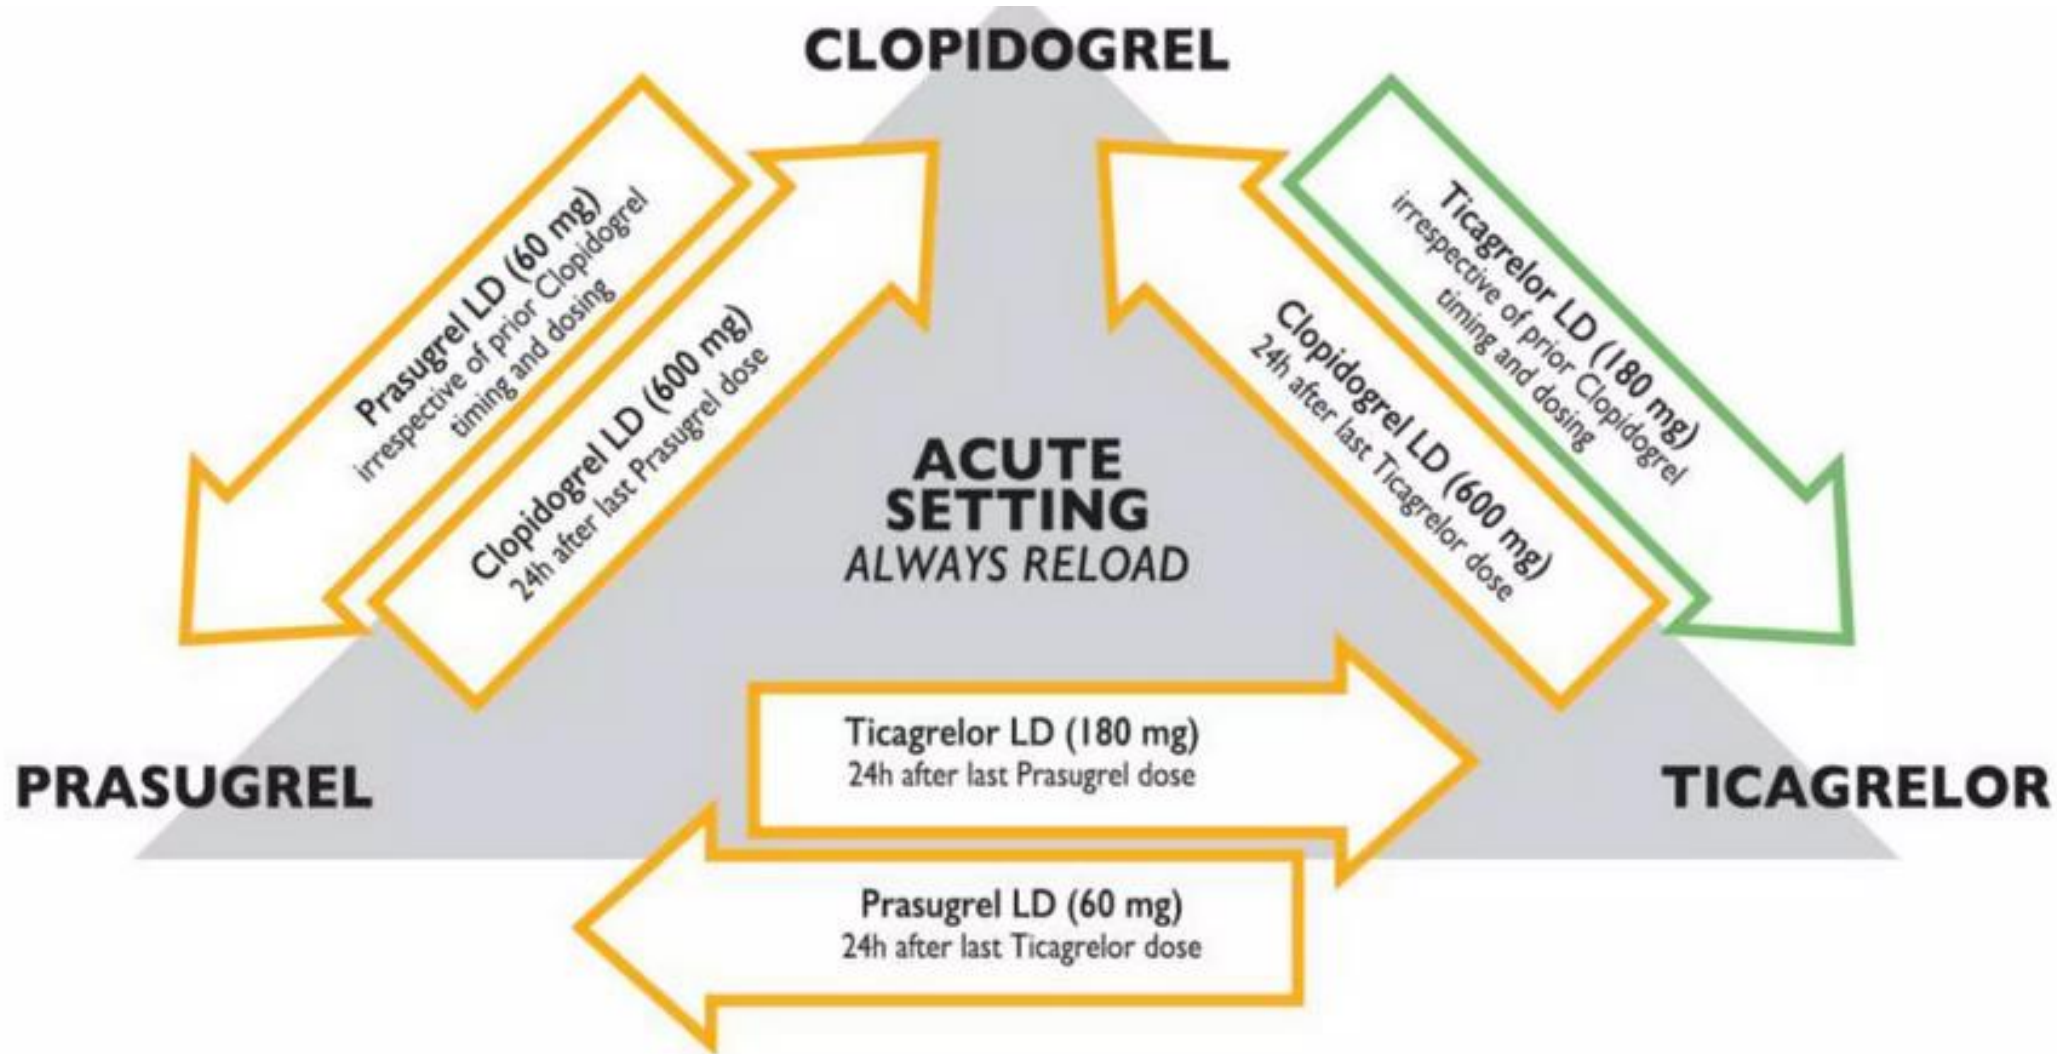 CLOPIDOGREL
Prasugrel LD (60 mg)
irrespective of prior Clopidogrel
timing and dosing
Clopidogrel LD (600 mg)
24h after last Prasugrel dose
Ticagrelor LD (180 mg)
irrespective of prior Clopidogrel
timing and dosing
Clopidogrel LD (600 mg)
24h after last Ticagrelor dose
ACUTE
SETTING
ALWAYS RELOAD
PRASUGREL
Ticagrelor LD (180 mg)
24h after last Prasugrel dose
TICAGRELOR
Prasugrel LD (60 mg)
24h after last Ticagrelor dose